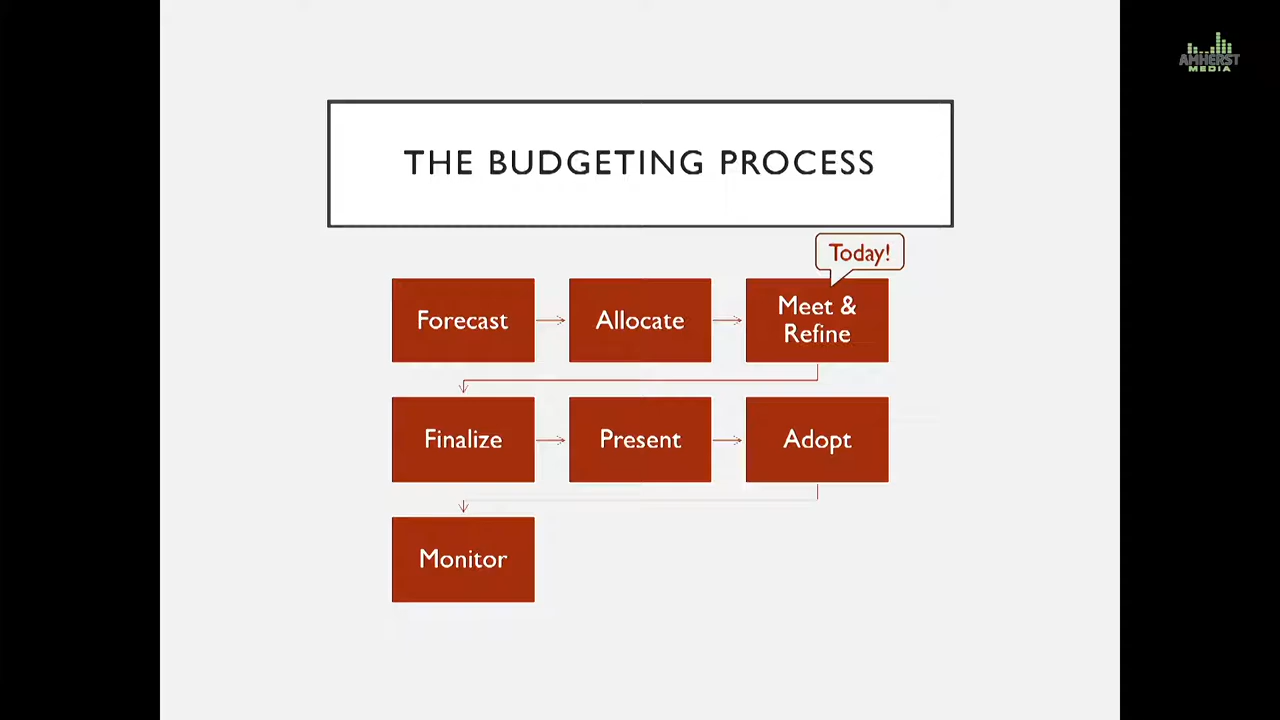 AMHERST
MEDIA
THE BUDGETING PROCESS
Today!
Forecast
Allocate
Meet &
Refine
Finalize
Present
Adopt
Monitor